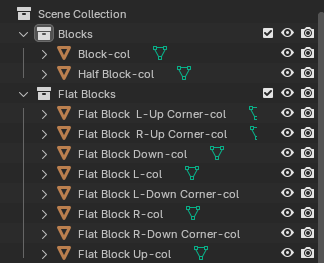 Scene Collection
Blocks
Block-col
Half Block-col
Flat Blocks
Flat Block  L-Up Corner-col
Flat Block  R-Up Corner-col
Flat Block Down-col
Flat Block L-col
Flat Block L-Down Corner-col
Flat Block R-col
Flat Block R-Down Corner-col
Flat Block Up-col